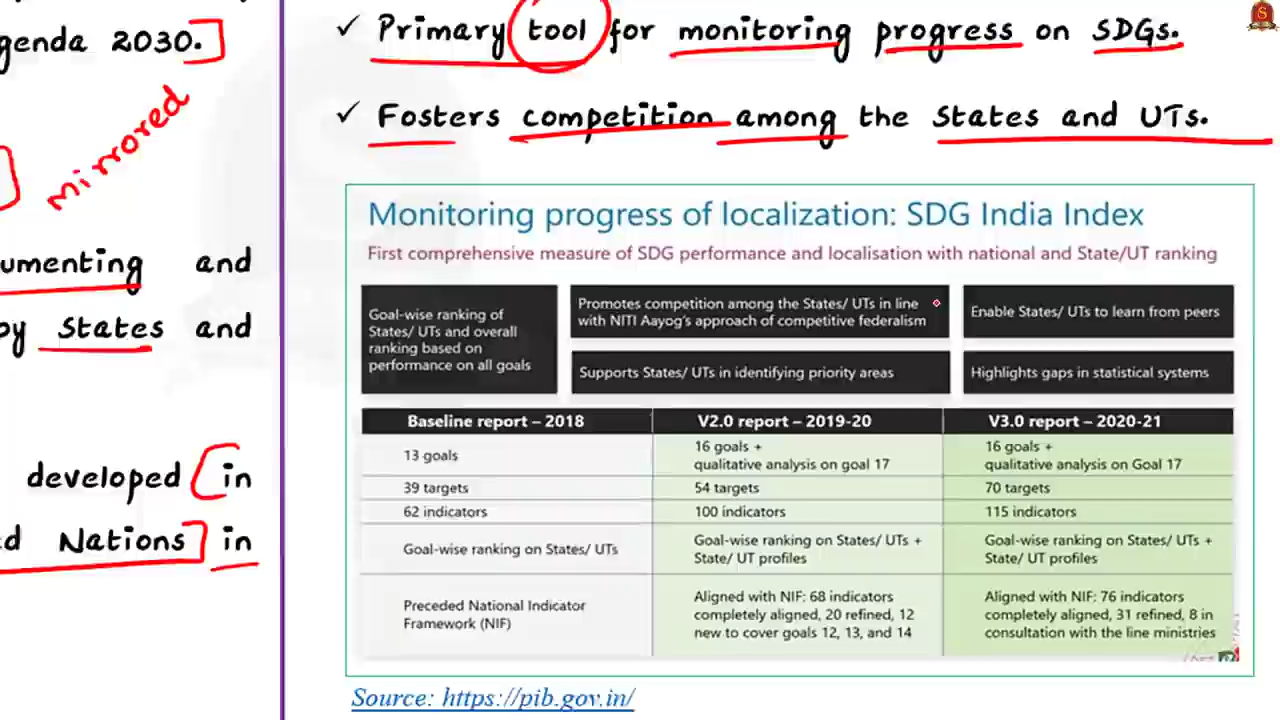 genda 2030.
mirrored
umenting and
by States and
developed in
d Nations in
✓ Primary tool for monitoring progress on SDGs.
✓ Fosters competition among the States and UTs.
Monitoring progress of localization: SDG India Index
First comprehensive measure of SDG performance and localisation with national and State/UT ranking
Goal-wise ranking of
States/ UTs and overall
ranking based on
performance on all goals
Promotes competition among the States/ UTs in line
with NITI Aayog's approach of competitive federalism
Enable States/ UTs to learn from peers
Supports States/ UTs in identifying priority areas
Highlights gaps in statistical systems
Baseline report – 2018
V2.0 report – 2019-20
V3.0 report – 2020-21
13 goals
16 goals +
qualitative analysis on goal 17
16 goals +
qualitative analysis on Goal 17
39 targets
54 targets
70 targets
62 indicators
100 indicators
115 indicators
Goal-wise ranking on States/ UTs
Goal-wise ranking on States/ UTs +
State/ UT profiles
Goal-wise ranking on States/ UTs +
State/ UT profiles
Preceded National Indicator
Framework (NIF)
Aligned with NIF: 68 indicators
completely aligned, 20 refined, 12
new to cover goals 12, 13, and 14
Aligned with NIF: 76 indicators
completely aligned, 31 refined, 8 in
consultation with the line ministries
Source: https://pib.gov.in/